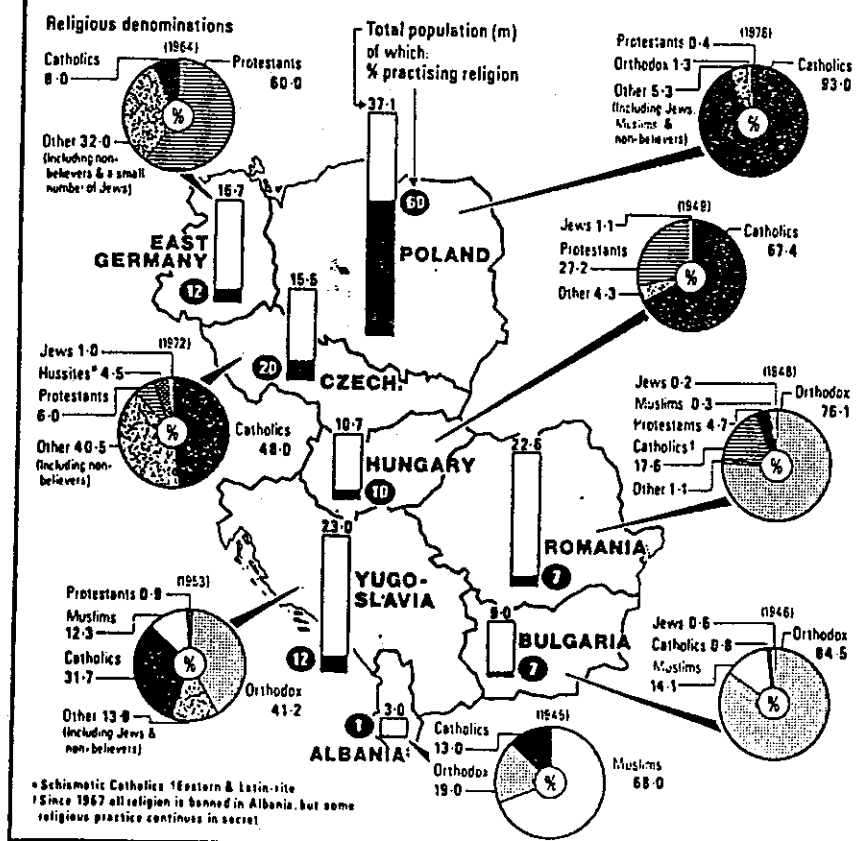 Religious denominations
(1964)
Catholics
8·0
Protestants
60·0
Other 32·0
(including non-
believers & a small
number of Jews)
Total population (m)
of which:
% practising religion
37·1
60
POLAND
(1976)
Protestants 0·4
Orthodox 1·3
Other 5·3
(including Jews,
Muslims &
non-believers)
Catholics
93·0
%
%
16·7
EAST
GERMANY
12
15·6
20
CZECH.
(1948)
Jews 1·1
Protestants
27·2
Other 4·3
Catholics
67·4
%
(1972)
Jews 1·0
Hussites* 4·5
Protestants
6·0
Other 40·5
(including non-
believers)
Catholics
48·0
%
10·7
HUNGARY
10
22·6
ROMANIA
7
(1948)
Jews 0·2
Muslims 0·3
Protestants 4·7
Catholics†
17·6
Other 1·1
Orthodox
76·1
%
23·0
YUGO-
SLAVIA
12
(1953)
Protestants 0·9
Muslims
12·3
Catholics
31·7
Other 13·9
(including Jews &
non-believers)
Orthodox
41·2
%
9·0
BULGARIA
7
(1946)
Jews 0·6
Catholics 0·8
Muslims
14·1
Orthodox
84·5
%
3·0
ALBANIA‡
(1945)
Catholics
13·0
Orthodox
19·0
Muslims
68·0
%
* Schismatic Catholics †Eastern & Latin-rite
‡ Since 1967 all religion is banned in Albania, but some
religious practice continues in secret